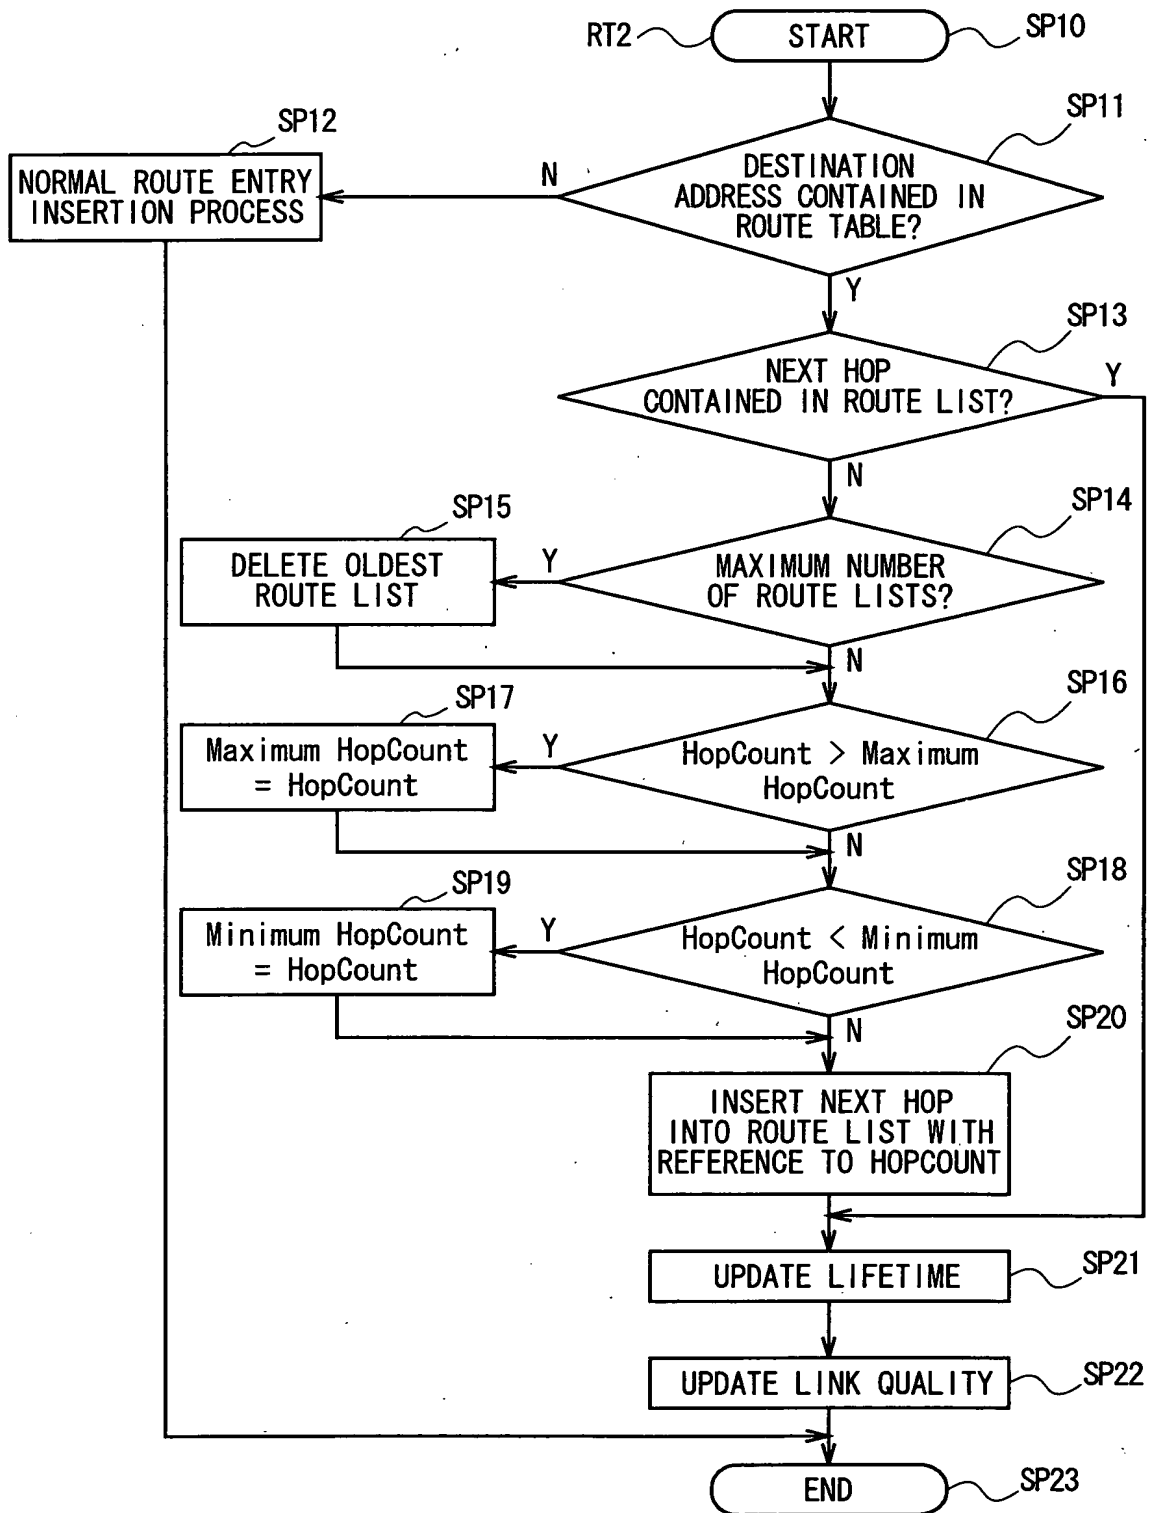 RT2
START
SP10
SP11
DESTINATION
ADDRESS CONTAINED IN
ROUTE TABLE?
N
SP12
NORMAL ROUTE ENTRY
INSERTION PROCESS
Y
SP13
NEXT HOP
CONTAINED IN ROUTE LIST?
Y
N
SP14
MAXIMUM NUMBER
OF ROUTE LISTS?
Y
SP15
DELETE OLDEST
ROUTE LIST
N
SP16
HopCount > Maximum
HopCount
Y
SP17
Maximum HopCount
= HopCount
N
SP18
HopCount < Minimum
HopCount
Y
SP19
Minimum HopCount
= HopCount
N
SP20
INSERT NEXT HOP
INTO ROUTE LIST WITH
REFERENCE TO HOPCOUNT
UPDATE LIFETIME
SP21
UPDATE LINK QUALITY
SP22
END
SP23